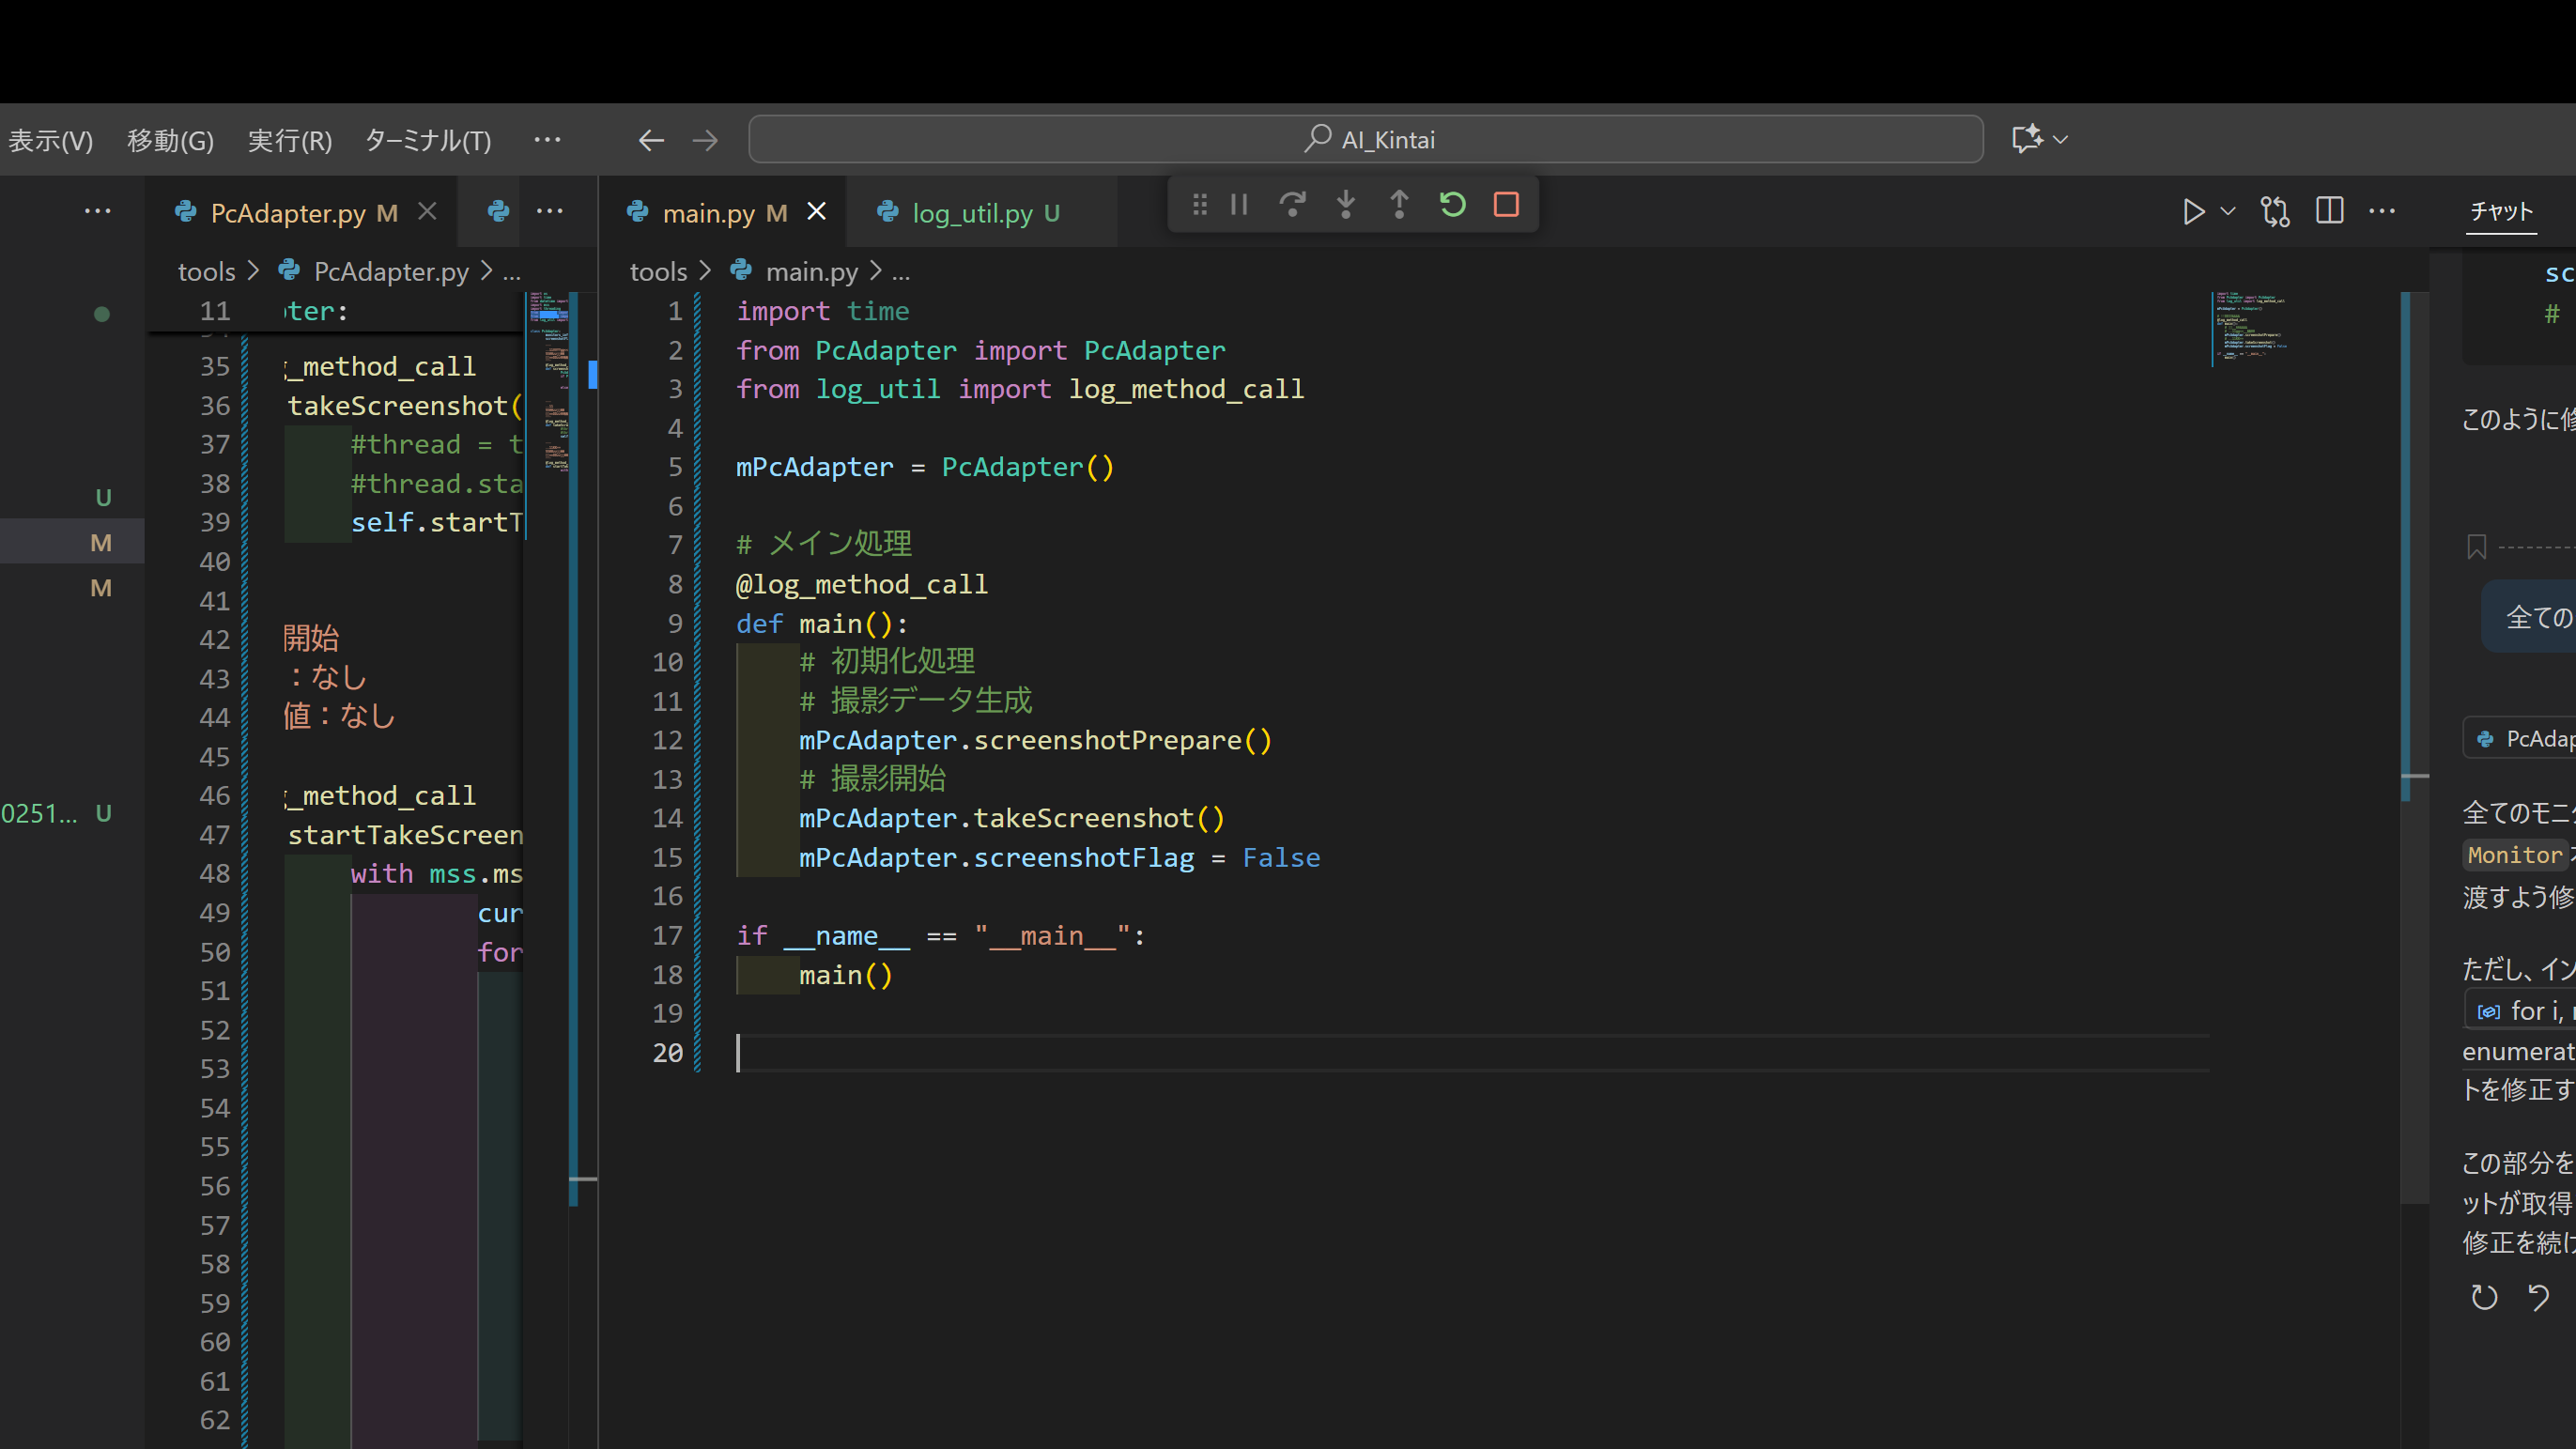 表示(V) 移動(G) 実行(R) ターミナル(T) ··· AI_Kintai
PcAdapter.py M
tools > PcAdapter.py > ...
11 pter:
35 _method_call
36 takeScreenshot(
37 #thread = t
38 #thread.sta
39 self.startT
40
41
42 開始
43 : なし
44 値：なし
45
46 _method_call
47 startTakeScreen
48 with mss.ms
49 cur
50 for
51
52
53
54
55
56
57
58
59
60
61
62
U
M
M
0251... U
main.py M
log_util.py U
tools > main.py > ...
1 import time
2 from PcAdapter import PcAdapter
3 from log_util import log_method_call
4
5 mPcAdapter = PcAdapter()
6
7 # メイン処理
8 @log_method_call
9 def main():
10 # 初期化処理
11 # 撮影データ生成
12 mPcAdapter.screenshotPrepare()
13 # 撮影開始
14 mPcAdapter.takeScreenshot()
15 mPcAdapter.screenshotFlag = False
16
17 if __name__ == "__main__":
18 main()
19
20
チャット
sc
#
このように修
全ての
PcAdap
全てのモニタ
Monitor
渡すよう修
ただし、イン
for i,
enumerat
トを修正す
この部分を
ットが取得
修正を続け